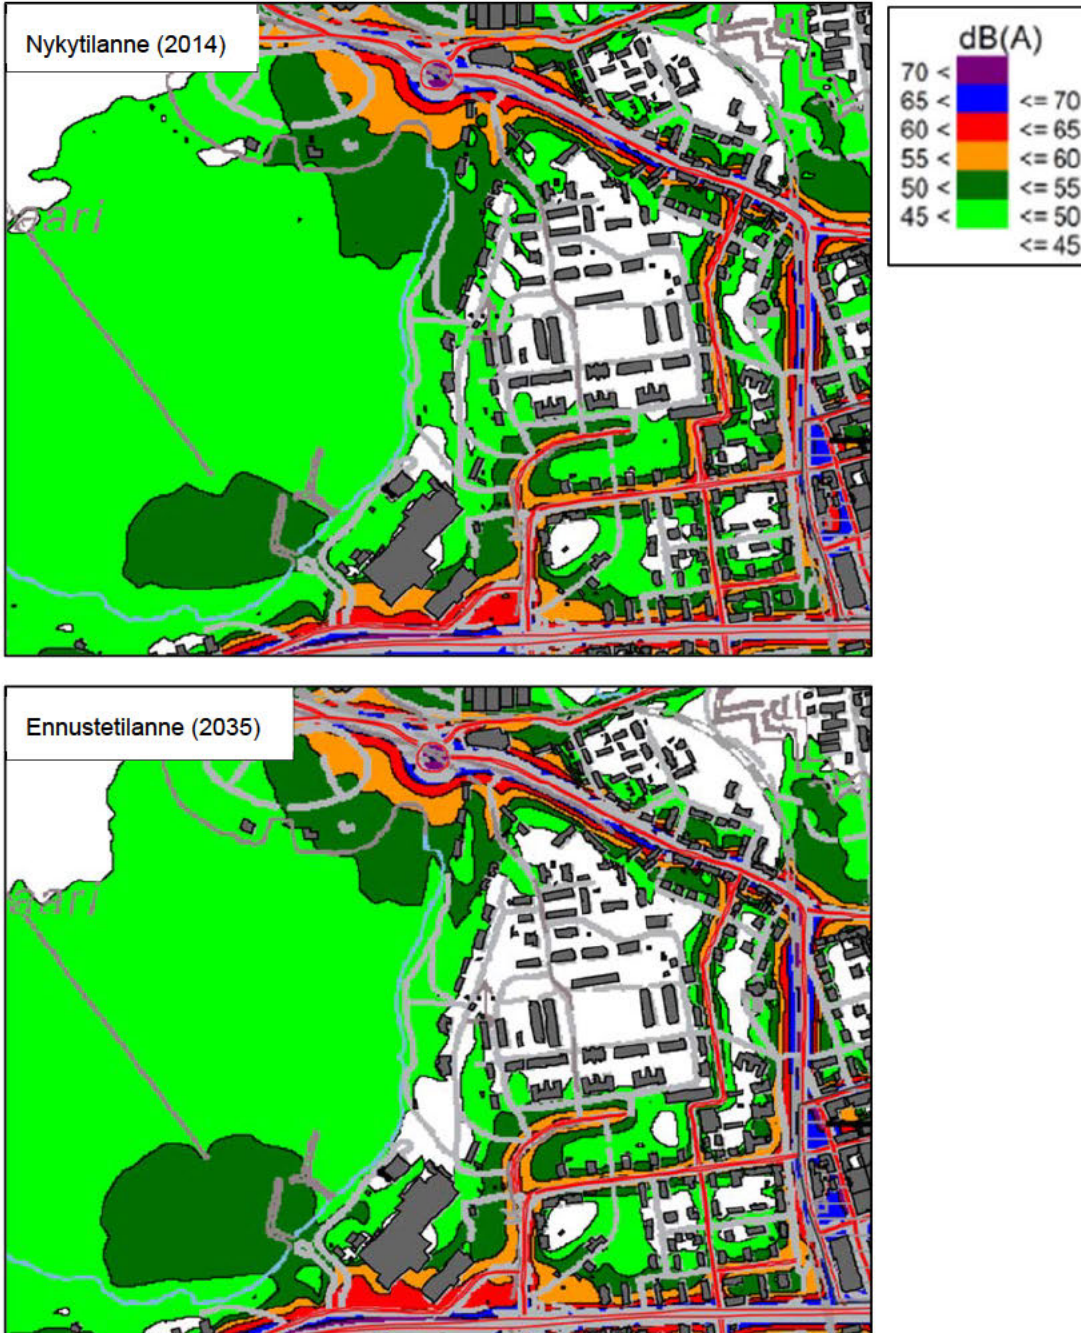 Nykytilanne (2014)
dB(A)
70 <
65 < <= 70
60 < <= 65
55 < <= 60
50 < <= 55
45 < <= 50
<= 45
Ennustetilanne (2035)